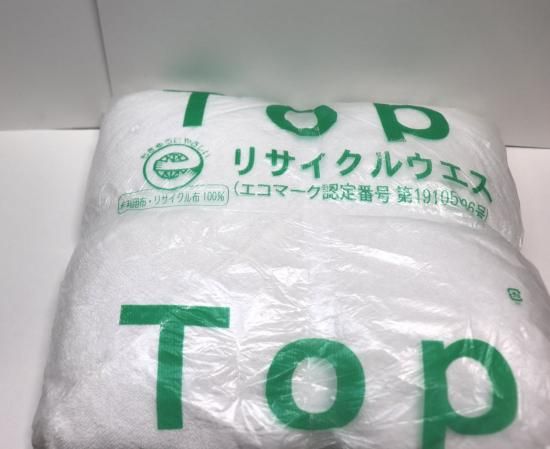 Top
リサイクルウエス
(エコマーク認定番号 第19105006号)
未利用布・リサイクル布 100%
Top